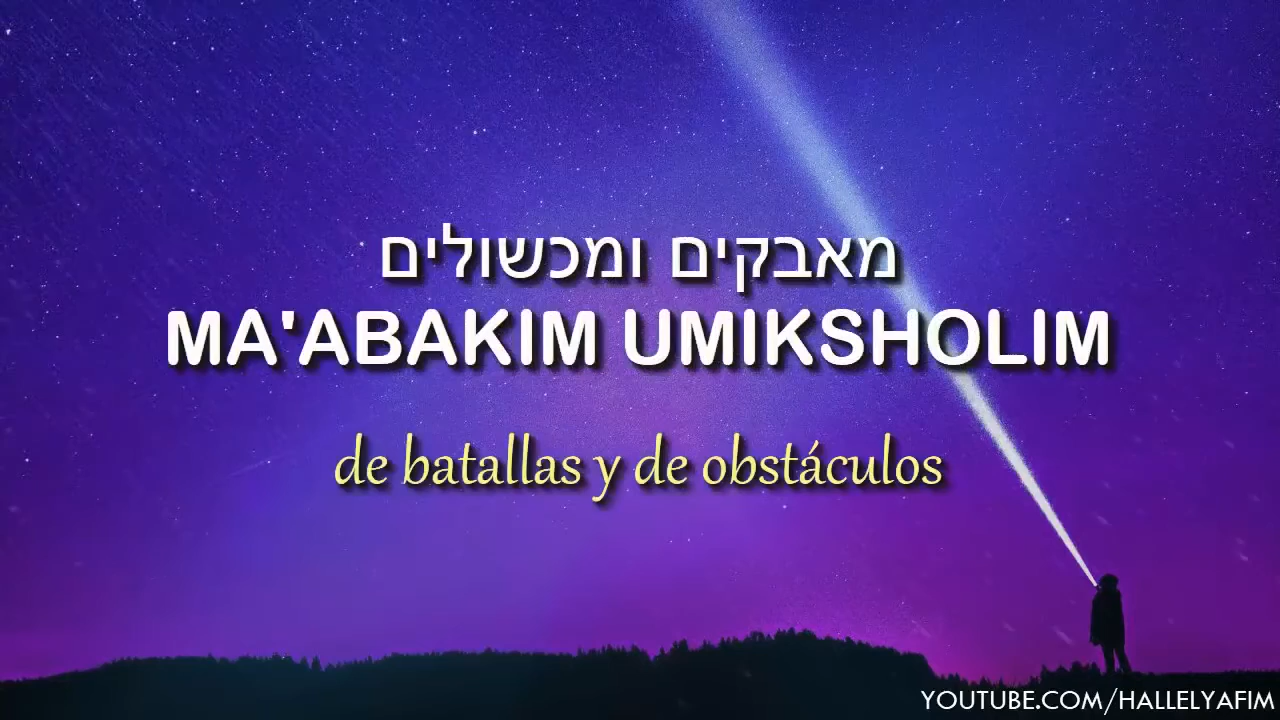 מאבקים ומכשולים
MA'ABAKIM UMIKSHOLIM
de batallas y de obstáculos
YOUTUBE.COM/HALLELYAFIM